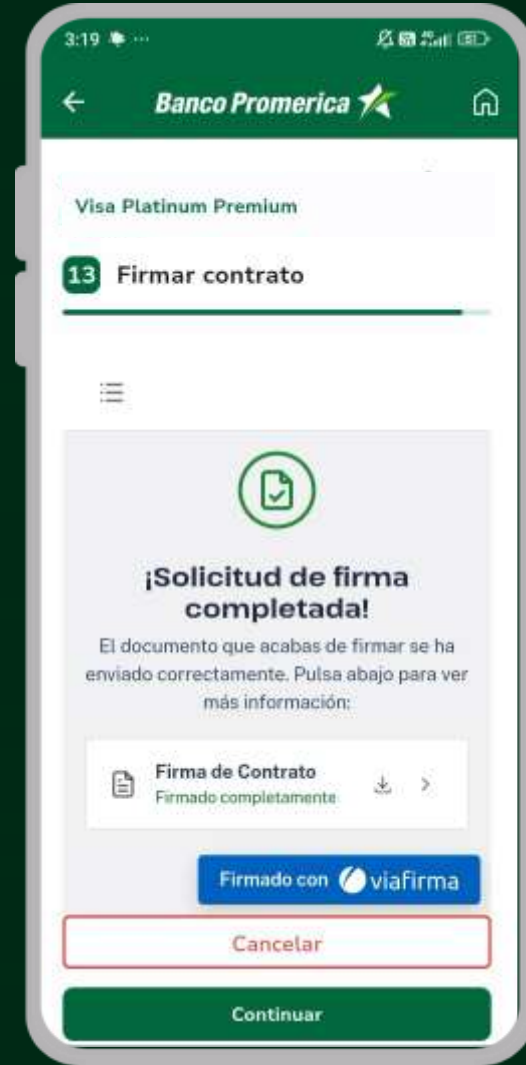 3:19
Banco Promerica
Visa Platinum Premium
13 Firmar contrato
¡Solicitud de firma
completada!
El documento que acabas de firmar se ha
enviado correctamente. Pulsa abajo para ver
más información:
Firma de Contrato
Firmado completamente
Firmado con viafirma
Cancelar
Continuar